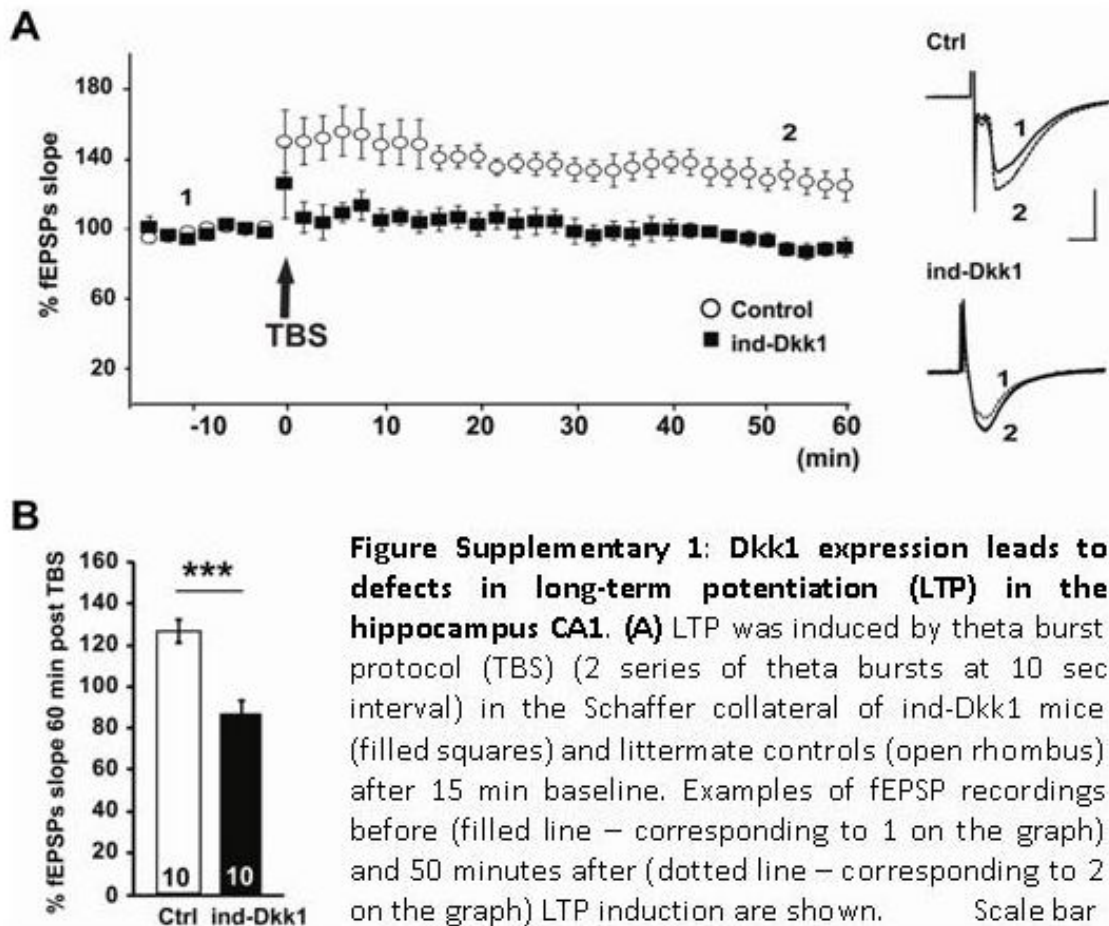 A
180
140
100
60
20
% fEPSPs slope
1
2
TBS
Control
ind-Dkk1
-10
0
10
20
30
40
50
60
(min)
Ctrl
1
2
ind-Dkk1
1
2
B
160
140
120
100
80
60
40
20
0
% fEPSPs slope 60 min post TBS
***
10
10
Ctrl
ind-Dkk1
Figure Supplementary 1: Dkk1 expression leads to
defects in long-term potentiation (LTP) in the
hippocampus CA1. (A) LTP was induced by theta burst
protocol (TBS) (2 series of theta bursts at 10 sec
interval) in the Schaffer collateral of ind-Dkk1 mice
(filled squares) and littermate controls (open rhombus)
after 15 min baseline. Examples of fEPSP recordings
before (filled line – corresponding to 1 on the graph)
and 50 minutes after (dotted line – corresponding to 2
on the graph) LTP induction are shown. Scale bar